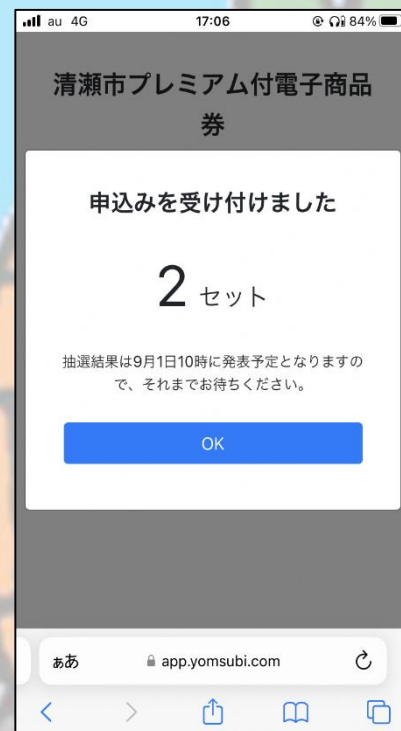 au 4G 17:06 84%
清瀬市プレミアム付電子商品
券
申込みを受け付けました
2 セット
抽選結果は9月1日10時に発表予定となりますの
で、それまでお待ちください。
OK
ぁあ app.yomsubi.com